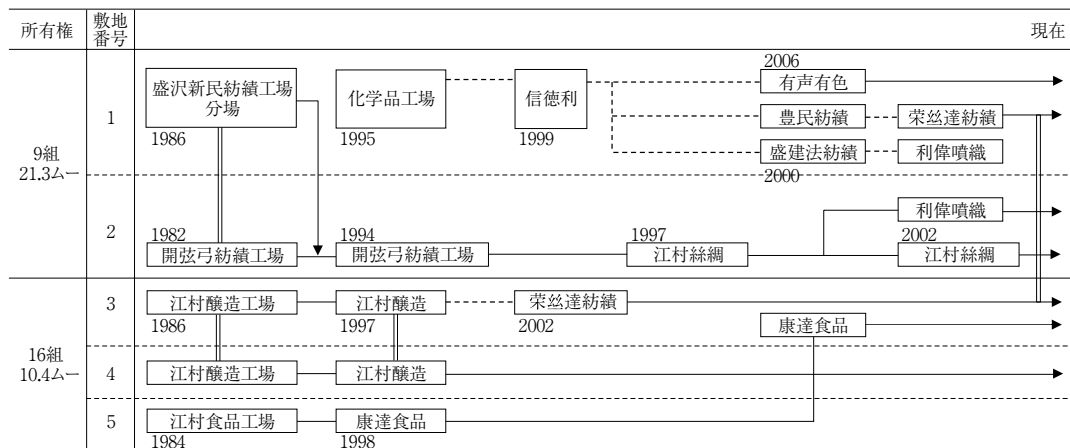 所有権
敷地
番号
現在
9組
21.3ムー
1
盛沢新民紡績工場
分場
1986
化学品工場
1995
信徳利
1999
2006
有声有色
豊民紡績
荣丝達紡績
盛建法紡績
2000
利偉噴織
2
1982
開弦弓紡績工場
1994
開弦弓紡績工場
1997
江村絲綢
利偉噴織
2002
江村絲綢
16組
10.4ムー
3
江村醸造工場
1986
江村醸造
1997
荣丝達紡績
2002
康達食品
4
江村醸造工場
江村醸造
5
江村食品工場
1984
康達食品
1998